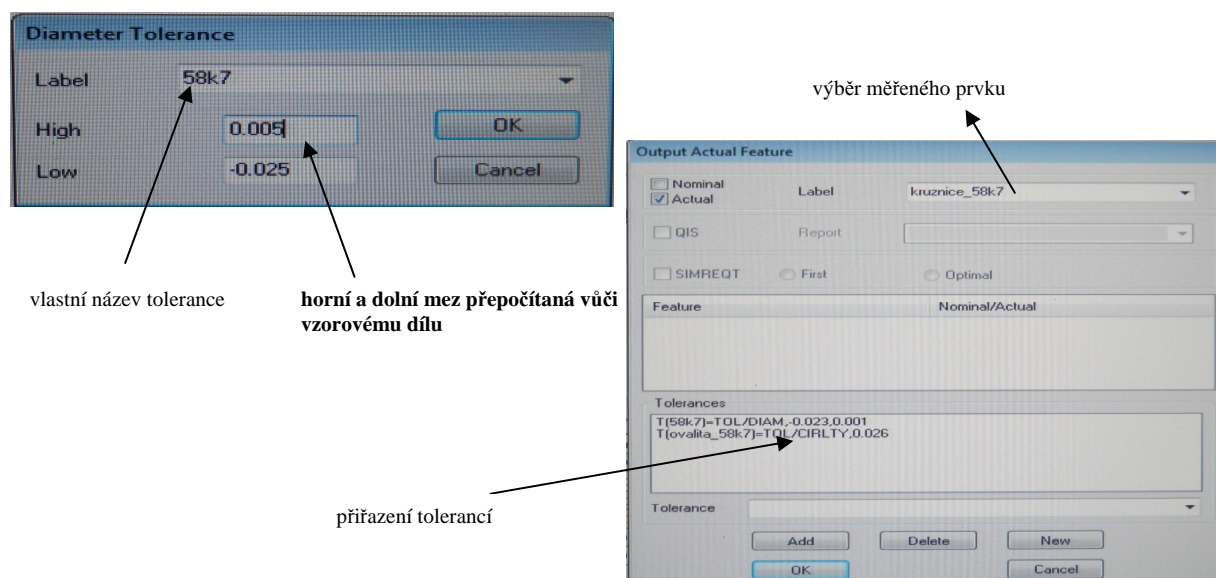 Diameter Tolerance
Label 58k7
High 0.005 OK
Low -0.025 Cancel
vlastní název tolerance
horní a dolní mez přepočítaná vůči
vzorovému dílu
výběr měřeného prvku
Output Actual Feature
Nominal
Actual
Label kruznice_58k7
QIS Report
SIMREQT First Optimal
Feature Nominal/Actual
Tolerances
T(58k7)=TOL/DIAM,-0.023,0.001
T(ovalita_58k7)=TOL/CIRLTY,0.026
přiřazení tolerancí
Tolerance
Add Delete New
OK Cancel